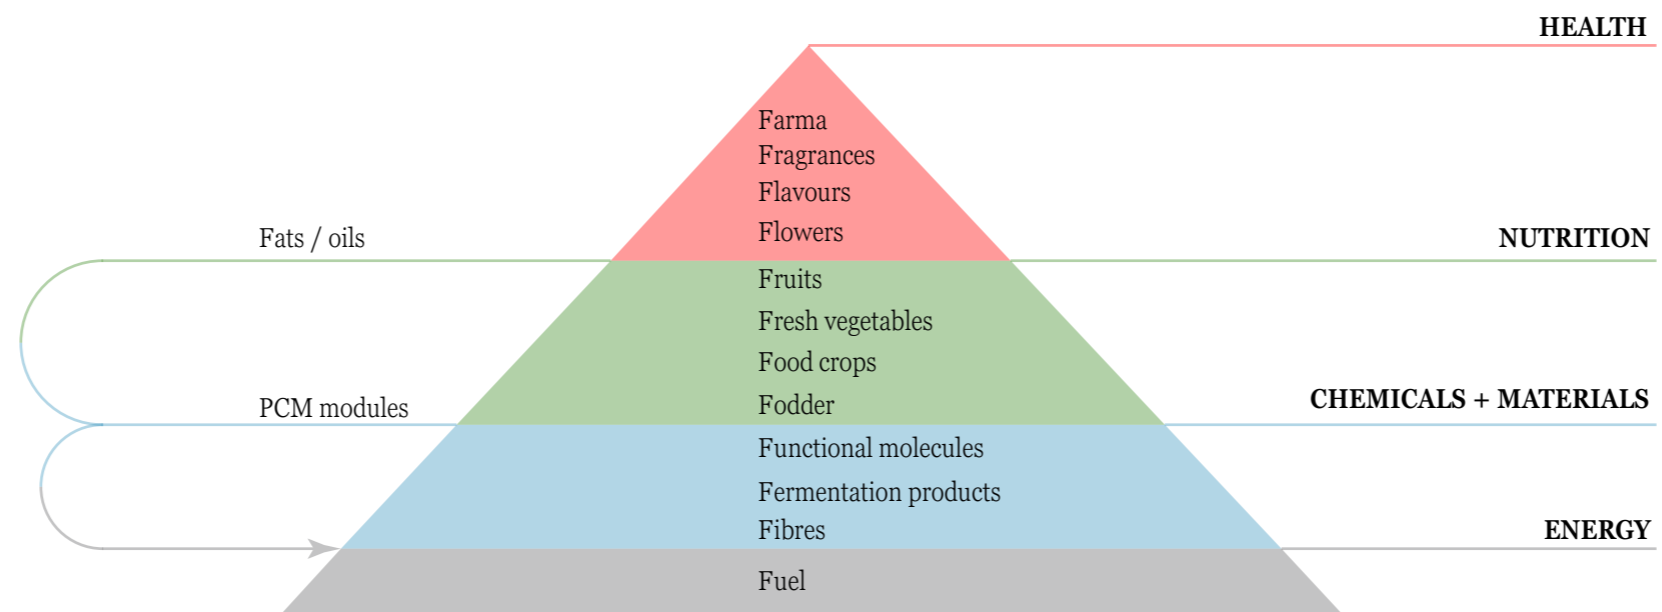 HEALTH
Farma
Fragrances
Flavours
Flowers
Fats / oils
NUTRITION
Fruits
Fresh vegetables
Food crops
Fodder
PCM modules
CHEMICALS + MATERIALS
Functional molecules
Fermentation products
Fibres
ENERGY
Fuel